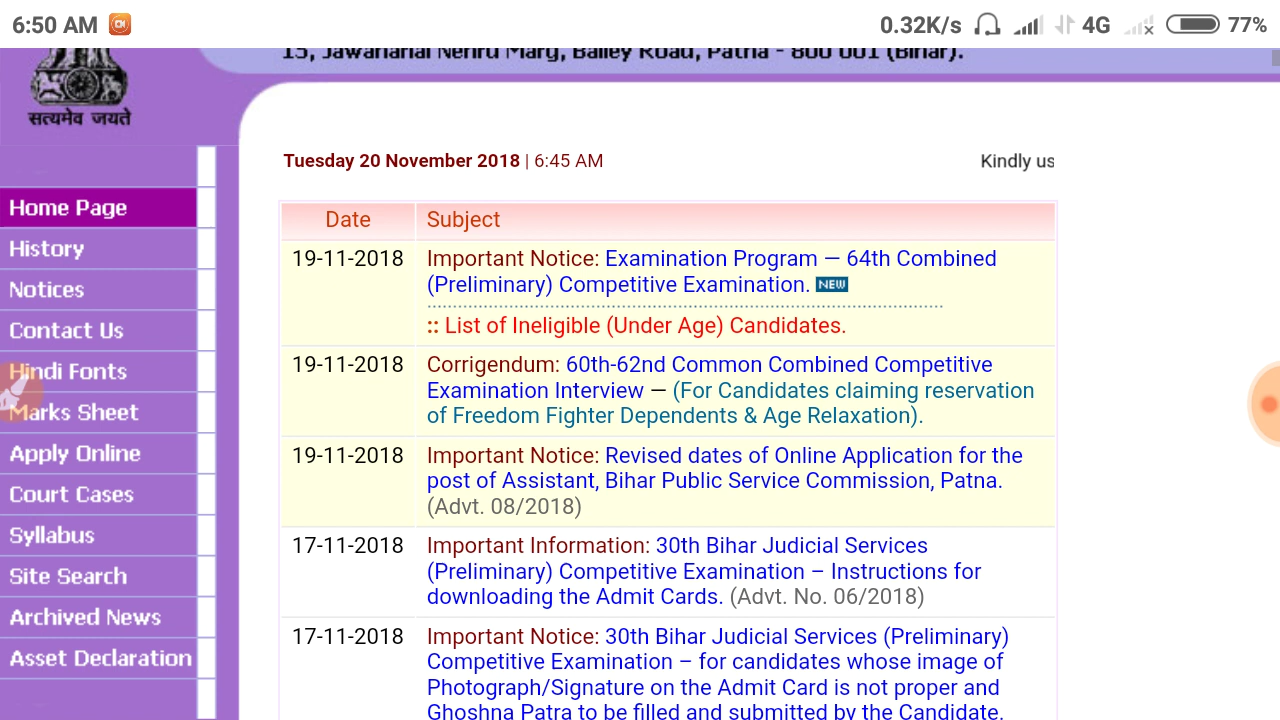 6:50 AM
0.32K/s 4G 77%
15, Jawaharlal Nehru Marg, Bailey Road, Patna - 800 001 (Bihar).
सत्यमेव जयते
Tuesday 20 November 2018 | 6:45 AM
Kindly us
Home Page
History
Notices
Contact Us
Hindi Fonts
Marks Sheet
Apply Online
Court Cases
Syllabus
Site Search
Archived News
Asset Declaration
Date Subject
19-11-2018 Important Notice: Examination Program — 64th Combined
(Preliminary) Competitive Examination. NEW
:: List of Ineligible (Under Age) Candidates.
19-11-2018 Corrigendum: 60th-62nd Common Combined Competitive
Examination Interview — (For Candidates claiming reservation
of Freedom Fighter Dependents & Age Relaxation).
19-11-2018 Important Notice: Revised dates of Online Application for the
post of Assistant, Bihar Public Service Commission, Patna.
(Advt. 08/2018)
17-11-2018 Important Information: 30th Bihar Judicial Services
(Preliminary) Competitive Examination – Instructions for
downloading the Admit Cards. (Advt. No. 06/2018)
17-11-2018 Important Notice: 30th Bihar Judicial Services (Preliminary)
Competitive Examination – for candidates whose image of
Photograph/Signature on the Admit Card is not proper and
Ghoshna Patra to be filled and submitted by the Candidate.